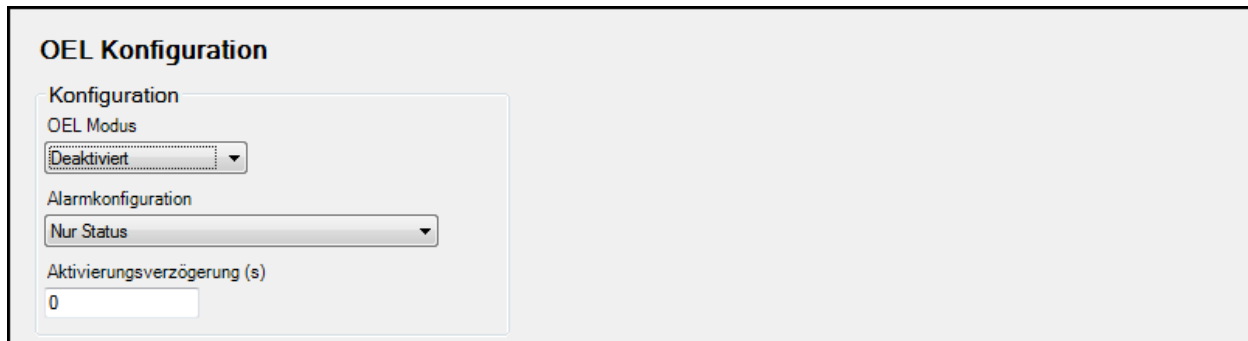 OEL Konfiguration
Konfiguration
OEL Modus
Deaktiviert
Alarmkonfiguration
Nur Status
Aktivierungsverzögerung (s)
0